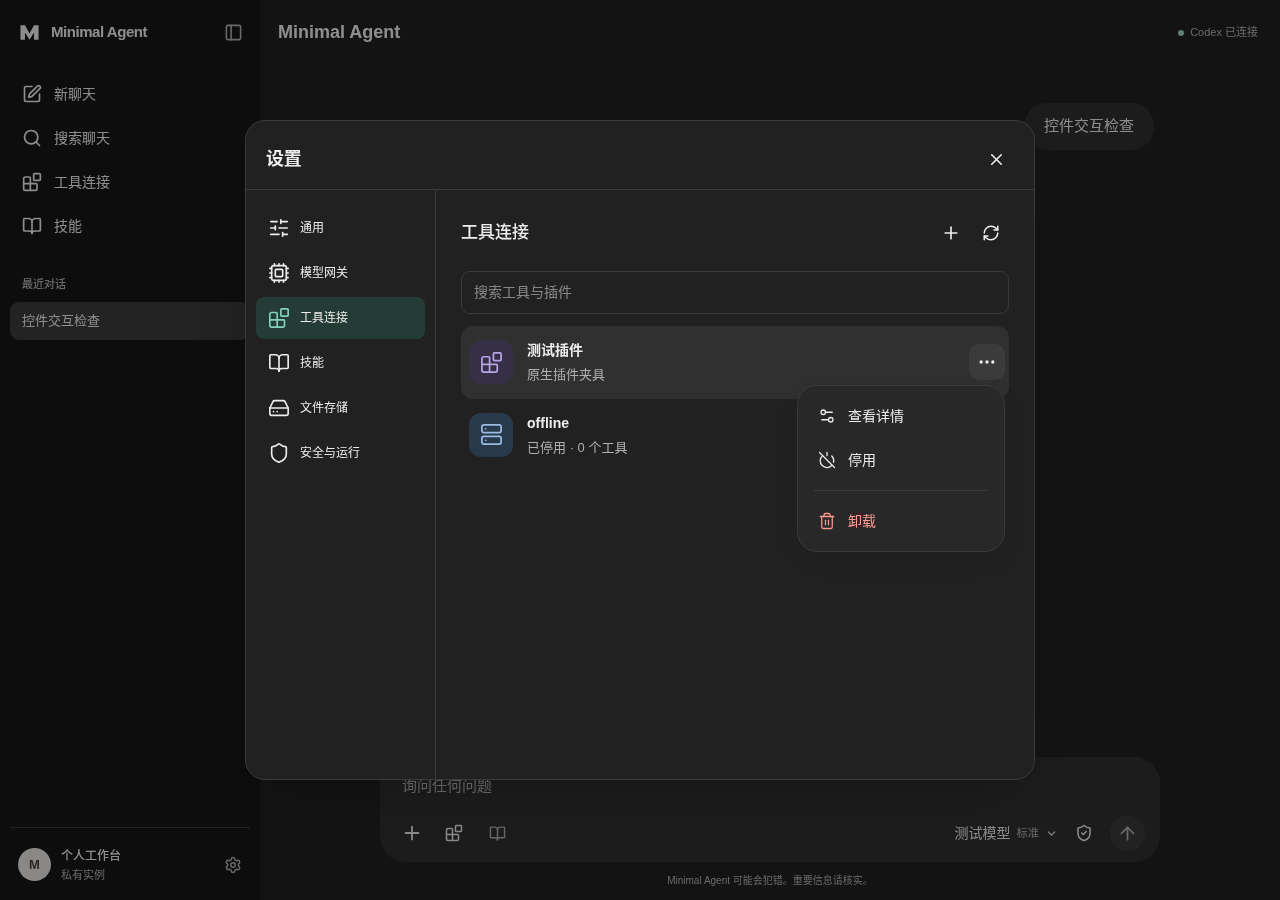 Minimal Agent
Minimal Agent
Codex 已连接
新聊天
搜索聊天
工具连接
技能
最近对话
控件交互检查
控件交互检查
设置
通用
模型网关
工具连接
技能
文件存储
安全与运行
工具连接
搜索工具与插件
测试插件
原生插件夹具
offline
已停用 · 0 个工具
查看详情
停用
卸载
询问任何问题
测试模型 标准
M
个人工作台
私有实例
Minimal Agent 可能会犯错。重要信息请核实。